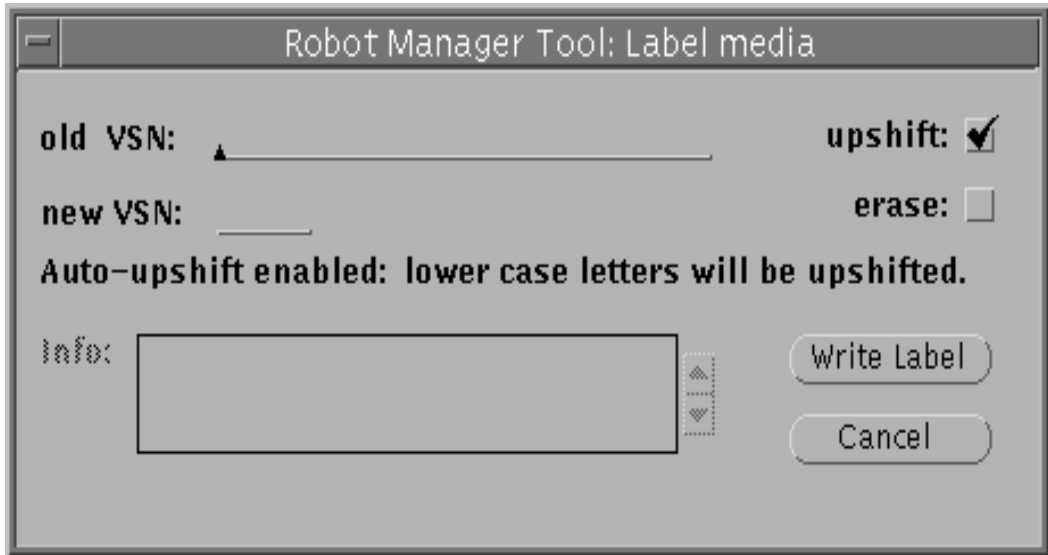 Robot Manager Tool: Label media
old VSN:
upshift:
new VSN:
erase:
Auto-upshift enabled: lower case letters will be upshifted.
Info:
Write Label
Cancel